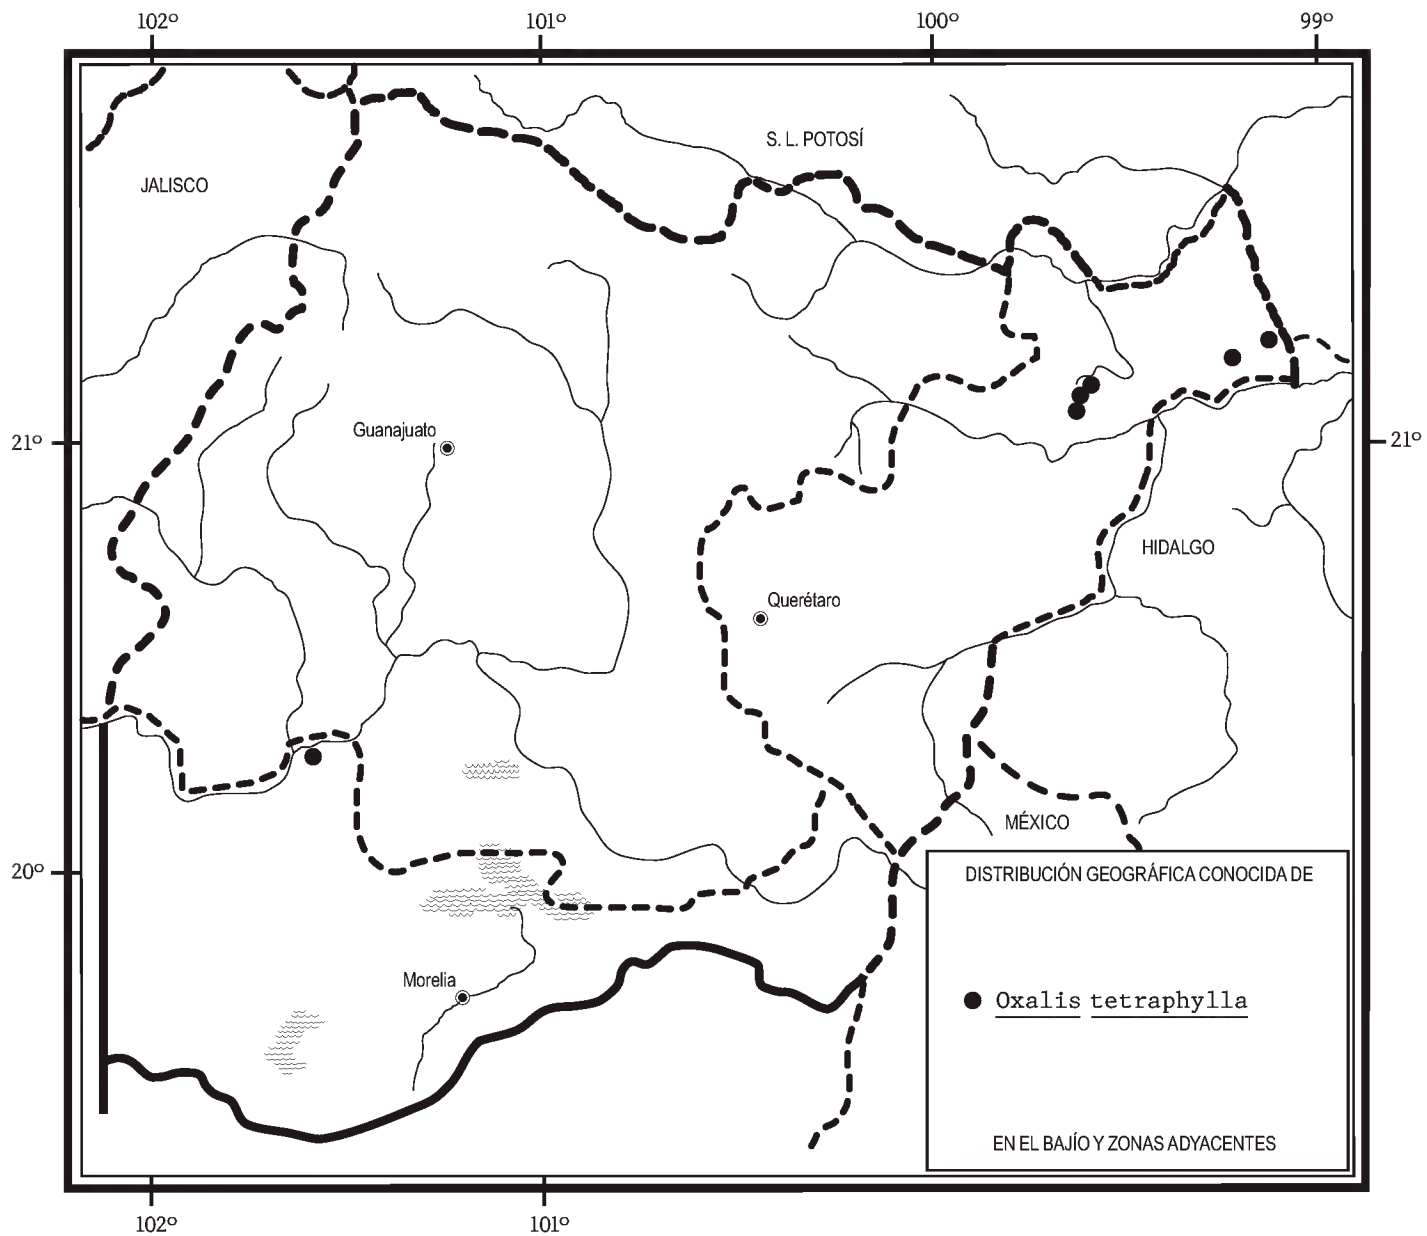 102º 101º 100º 99º
S. L. POTOSÍ
JALISCO
Guanajuato
21º 21º
HIDALGO
Querétaro
MÉXICO
20º
DISTRIBUCIÓN GEOGRÁFICA CONOCIDA DE
Morelia
Oxalis tetraphylla
EN EL BAJÍO Y ZONAS ADYACENTES
102º 101º